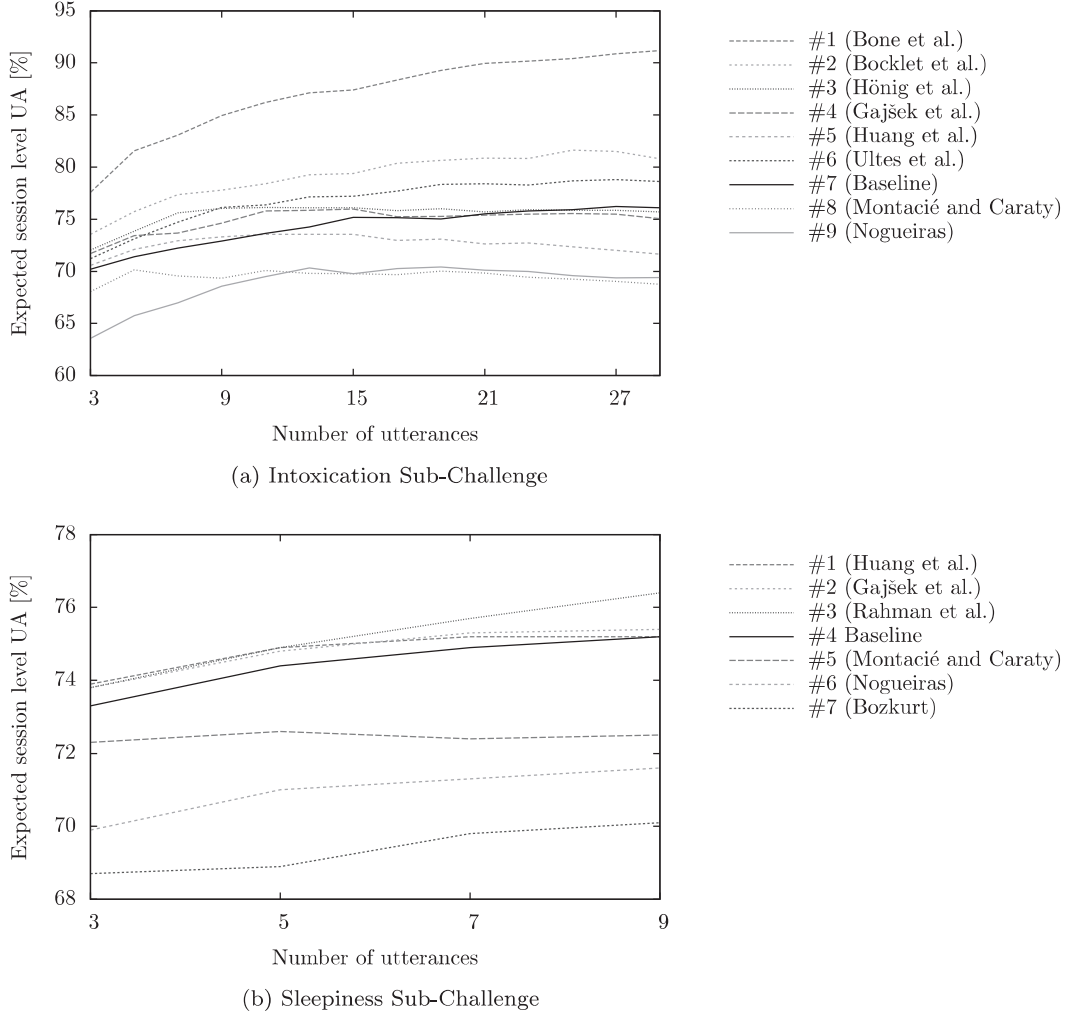 95
90
85
80
75
70
65
60
Expected session level UA [%]
3 9 15 21 27
Number of utterances
#1 (Bone et al.)
#2 (Bocklet et al.)
#3 (Hönig et al.)
#4 (Gajšek et al.)
#5 (Huang et al.)
#6 (Ultes et al.)
#7 (Baseline)
#8 (Montacié and Caraty)
#9 (Nogueiras)
(a) Intoxication Sub-Challenge
78
76
74
72
70
68
Expected session level UA [%]
3 5 7 9
Number of utterances
#1 (Huang et al.)
#2 (Gajšek et al.)
#3 (Rahman et al.)
#4 Baseline
#5 (Montacié and Caraty)
#6 (Nogueiras)
#7 (Bozkurt)
(b) Sleepiness Sub-Challenge